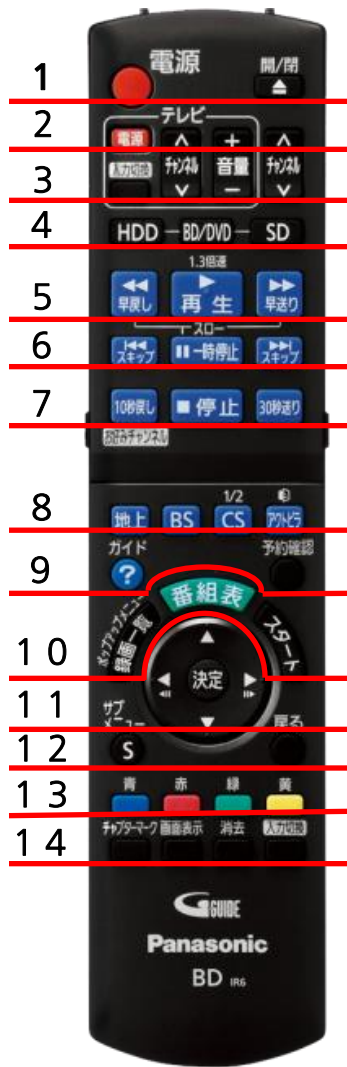 電源 開/閉
1
テレビ
2 電源 チャンネル + 音量 - チャンネル
入力切換
3
4 HDD BD/DVD SD
1.3倍速
5 早戻し 再生 早送り
スロー
6 スキップ 一時停止 スキップ
7 10秒戻し 停止 30秒送り
お好みチャンネル
1/2
8 地上 BS CS アクトビラ
ガイド 予約確認
9 ? 番組表
ポップアップメニュー
録画一覧 スタート
10 決定
11 サブメニュー 戻る
12 S
青 赤 緑 黄
13
チャプターマーク 画面表示 消去 入力切換
14
G GUIDE
Panasonic
BD IR6